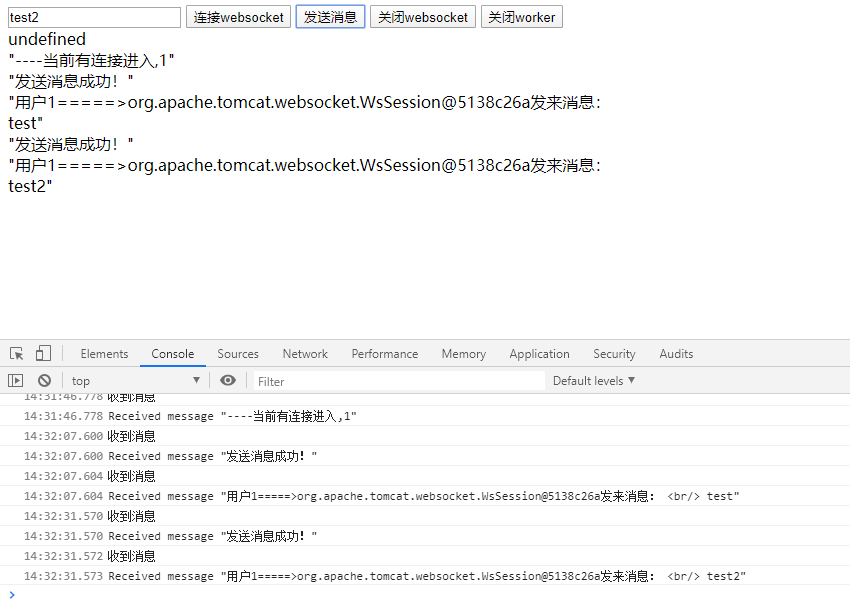 test2 连接websocket 发送消息 关闭websocket 关闭worker
undefined
"----当前有连接进入,1"
"发送消息成功！"
"用户1=====>org.apache.tomcat.websocket.WsSession@5138c26a发来消息：
test"
"发送消息成功！"
"用户1=====>org.apache.tomcat.websocket.WsSession@5138c26a发来消息：
test2"
Elements Console Sources Network Performance Memory Application Security Audits
top Filter Default levels
14:31:46.778 收到消息
14:31:46.778 Received message "----当前有连接进入,1"
14:32:07.600 收到消息
14:32:07.600 Received message "发送消息成功！"
14:32:07.604 收到消息
14:32:07.604 Received message "用户1=====>org.apache.tomcat.websocket.WsSession@5138c26a发来消息： <br/> test"
14:32:31.570 收到消息
14:32:31.570 Received message "发送消息成功！"
14:32:31.572 收到消息
14:32:31.573 Received message "用户1=====>org.apache.tomcat.websocket.WsSession@5138c26a发来消息： <br/> test2"